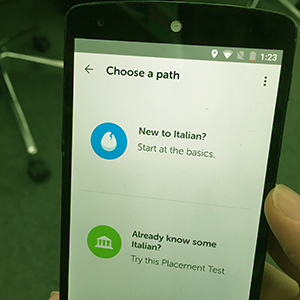 1:23
Choose a path
New to Italian?
Start at the basics.
Already know some
Italian?
Try this Placement Test